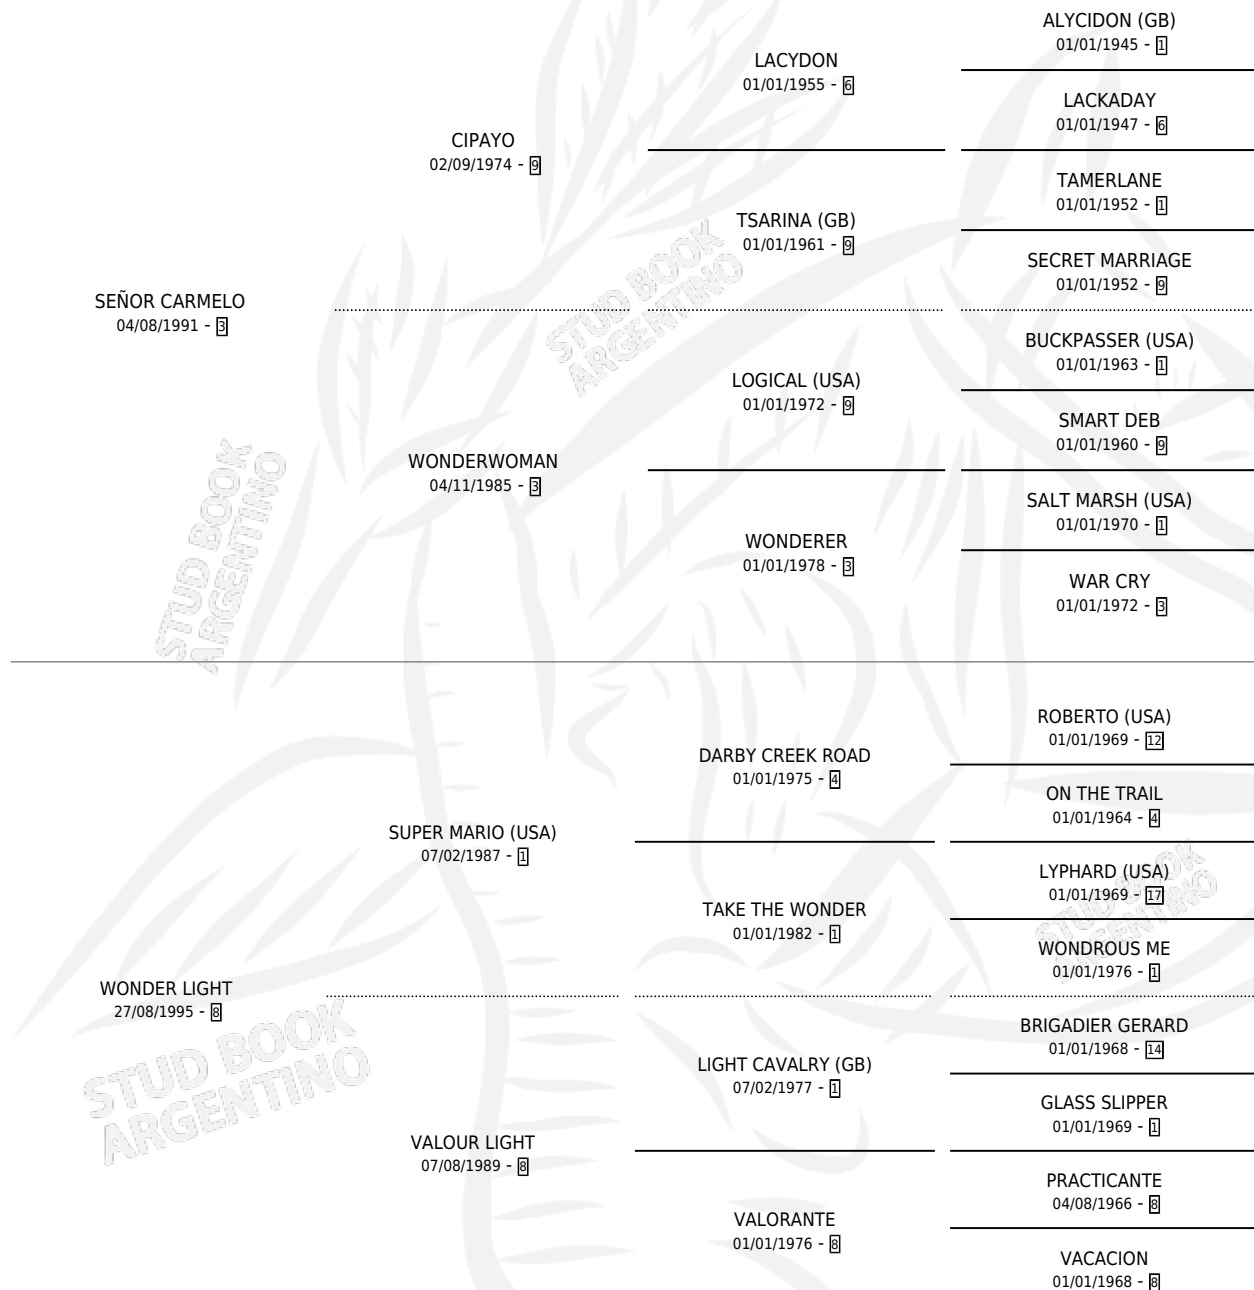 ALYCIDON (GB)
01/01/1945 - 1
LACYDON
01/01/1955 - 6
LACKADAY
01/01/1947 - 6
CIPAYO
02/09/1974 - 9
TAMERLANE
01/01/1952 - 1
TSARINA (GB)
01/01/1961 - 9
SECRET MARRIAGE
01/01/1952 - 9
SEÑOR CARMELO
04/08/1991 - 3
BUCKPASSER (USA)
01/01/1963 - 1
LOGICAL (USA)
01/01/1972 - 9
SMART DEB
01/01/1960 - 9
WONDERWOMAN
04/11/1985 - 3
SALT MARSH (USA)
01/01/1970 - 1
WONDERER
01/01/1978 - 3
WAR CRY
01/01/1972 - 3
ROBERTO (USA)
01/01/1969 - 12
DARBY CREEK ROAD
01/01/1975 - 4
ON THE TRAIL
01/01/1964 - 4
SUPER MARIO (USA)
07/02/1987 - 1
LYPHARD (USA)
01/01/1969 - 17
TAKE THE WONDER
01/01/1982 - 1
WONDROUS ME
01/01/1976 - 1
WONDER LIGHT
27/08/1995 - 8
BRIGADIER GERARD
01/01/1968 - 14
LIGHT CAVALRY (GB)
07/02/1977 - 1
GLASS SLIPPER
01/01/1969 - 1
VALOUR LIGHT
07/08/1989 - 8
PRACTICANTE
04/08/1966 - 8
VALORANTE
01/01/1976 - 8
VACACION
01/01/1968 - 8
STUD BOOK
ARGENTINO
STUD BOOK
ARGENTINO
STUD BOOK
ARGENTINO
STUD BOOK
ARGENTINO